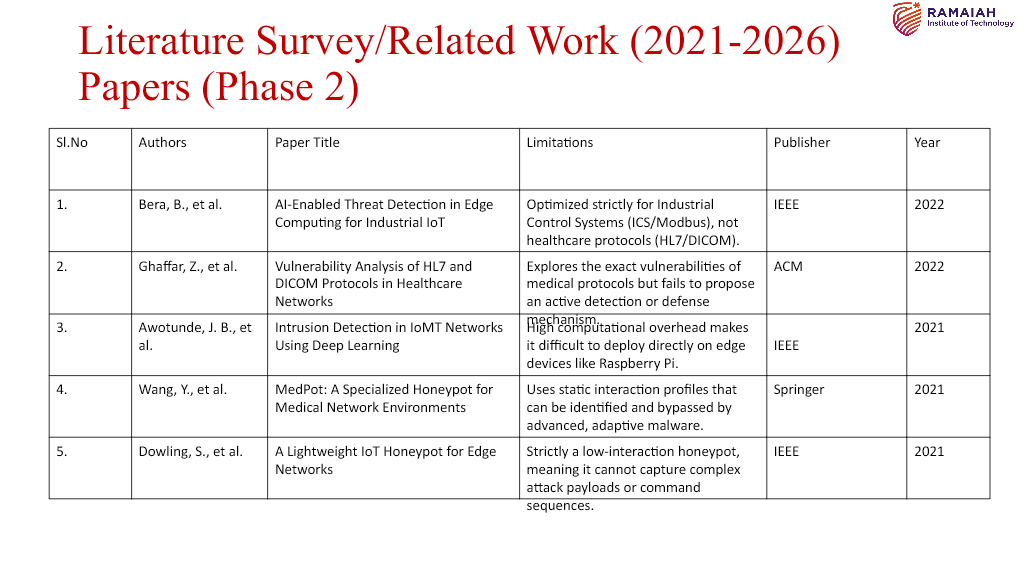 RAMAIAH
Institute of Technology
Literature Survey/Related Work (2021-2026)
Papers (Phase 2)
Sl.No Authors Paper Title Limitations Publisher Year
1. Bera, B., et al. AI-Enabled Threat Detection in Edge Optimized strictly for Industrial IEEE 2022
Computing for Industrial IoT Control Systems (ICS/Modbus), not
healthcare protocols (HL7/DICOM).
2. Ghaffar, Z., et al. Vulnerability Analysis of HL7 and Explores the exact vulnerabilities of ACM 2022
DICOM Protocols in Healthcare medical protocols but fails to propose
Networks an active detection or defense
mechanism.
3. Awotunde, J. B., et Intrusion Detection in IoMT Networks High computational overhead makes 2021
al. Using Deep Learning it difficult to deploy directly on edge IEEE
devices like Raspberry Pi.
4. Wang, Y., et al. MedPot: A Specialized Honeypot for Uses static interaction profiles that Springer 2021
Medical Network Environments can be identified and bypassed by
advanced, adaptive malware.
5. Dowling, S., et al. A Lightweight IoT Honeypot for Edge Strictly a low-interaction honeypot, IEEE 2021
Networks meaning it cannot capture complex
attack payloads or command
sequences.